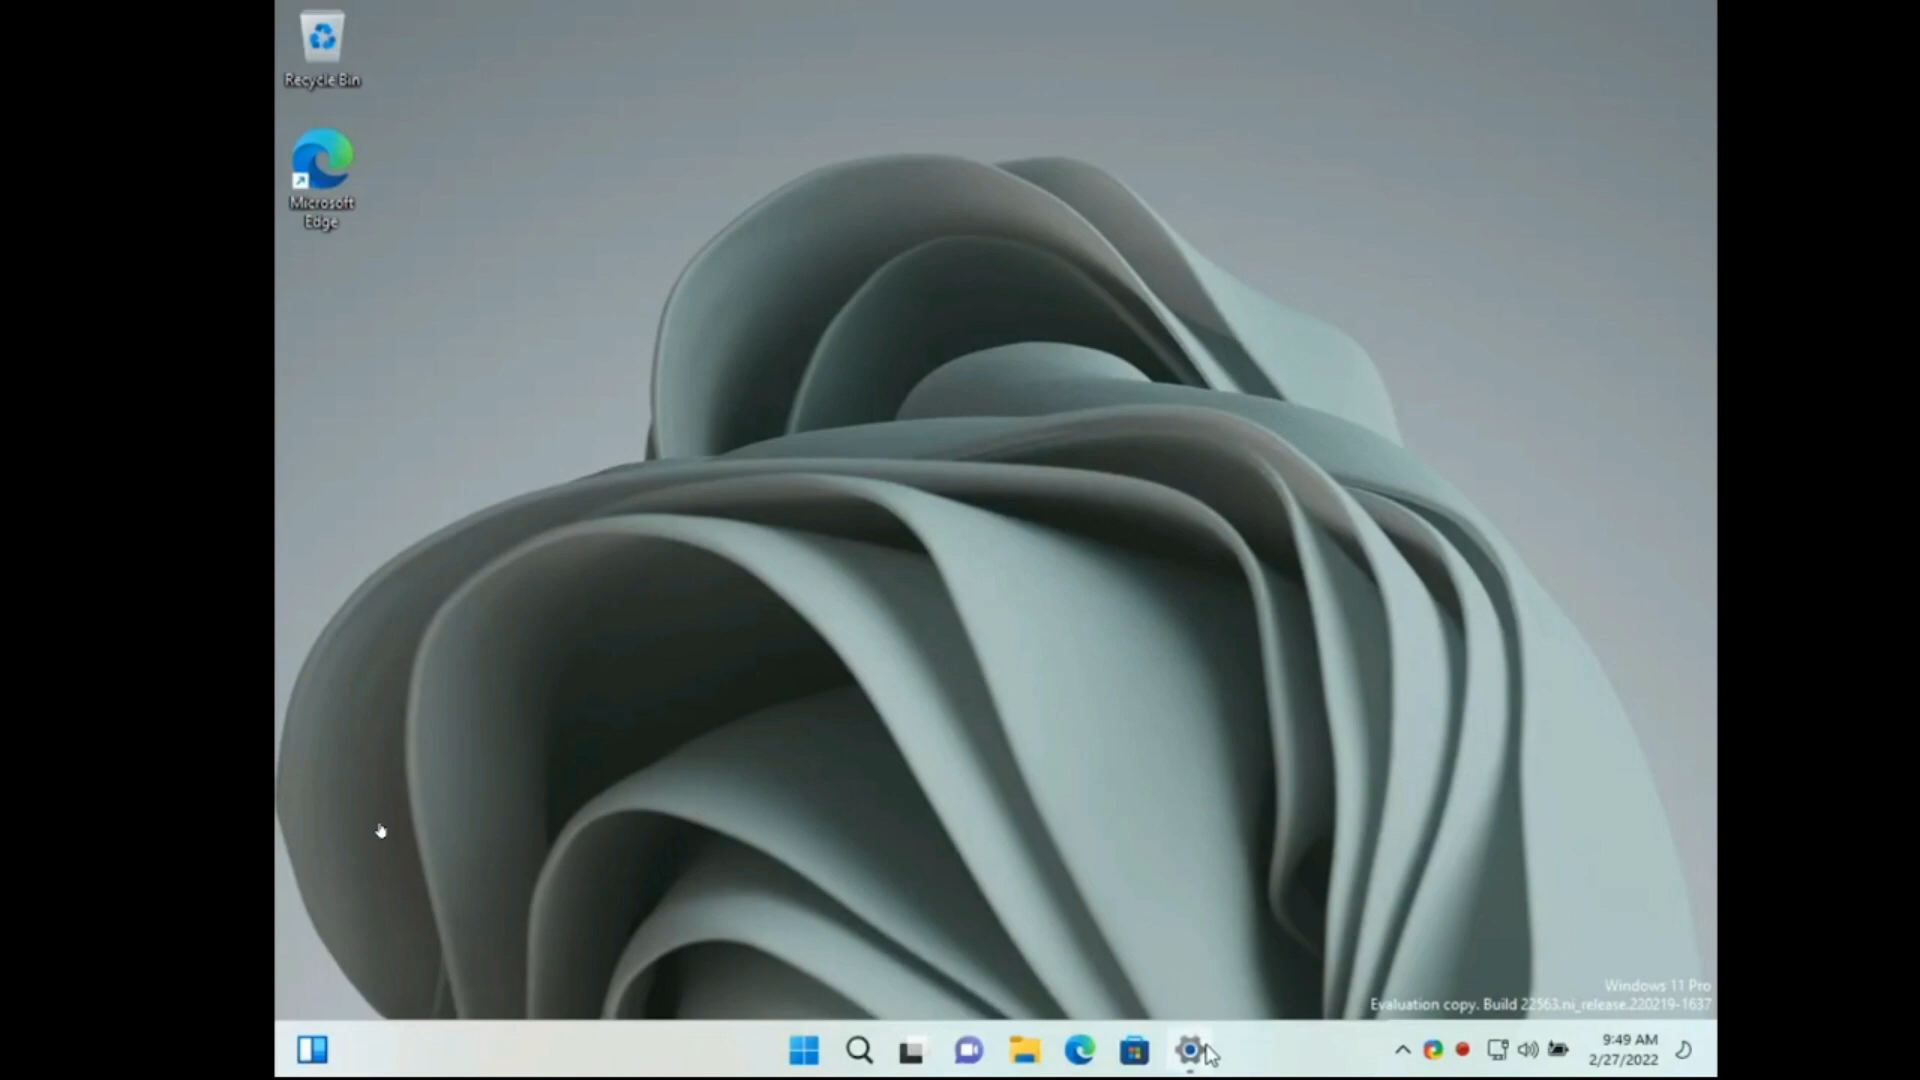 Recycle Bin
Microsoft
Edge
Windows 11 Pro
Evaluation copy. Build 22563.ni_release.220219-1637
9:49 AM
2/27/2022